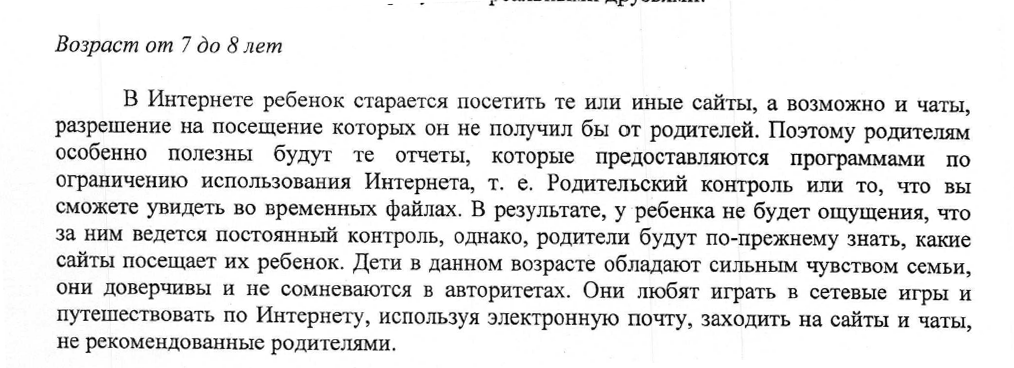 Возраст от 7 до 8 лет
В Интернете ребенок старается посетить те или иные сайты, а возможно и чаты,
разрешение на посещение которых он не получил бы от родителей. Поэтому родителям
особенно полезны будут те отчеты, которые предоставляются программами по
ограничению использования Интернета, т. е. Родительский контроль или то, что вы
сможете увидеть во временных файлах. В результате, у ребенка не будет ощущения, что
за ним ведется постоянный контроль, однако, родители будут по-прежнему знать, какие
сайты посещает их ребенок. Дети в данном возрасте обладают сильным чувством семьи,
они доверчивы и не сомневаются в авторитетах. Они любят играть в сетевые игры и
путешествовать по Интернету, используя электронную почту, заходить на сайты и чаты,
не рекомендованные родителями.